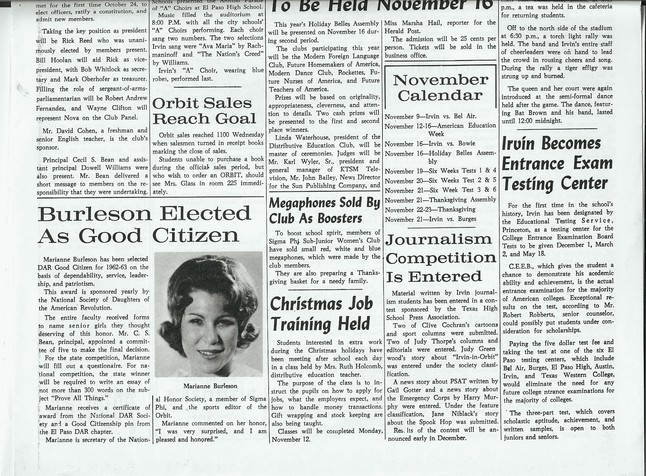 met for the first time October 24, to
elect officers, ratify a constitution, and
admit new members.
Taking the key position as president
will be Rick Reed who was unani-
mously elected by members present.
Bill Hoolan will aid Rick as vice-
president, with Bob Whitlock as secre-
tary and Mark Oberhofer as treasurer.
Filling the role of sergeant-of-arms-
parliamentarian will be Robert Andrew
Fernandes, and Wayne Clifton will
represent Nova on the Club Panel.
Mr. David Cohen, a freshman and
senior English teacher, is the club's
sponsor.
Principal Cecil S. Bean and assis-
tant principal Dowell Williams were
also present. Mr. Bean delivered a
short message to members on the re-
sponsibility that they were undertaking.
"A" Choirs at El Paso High School.
Music filled the auditorium at
8:00 P.M. with all the city schools'
"A" Choirs performing. Each choir
sang two numbers. The two selections
Irvin sang were "Ava Maria" by Rach-
maninoff and "The Nation's Creed"
by Williams.
Irvin's "A" Choir, wearing blue
robes, performed last.
Orbit Sales
Reach Goal
Orbit sales reached 1100 Wednesday
when salesmen turned in receipt books
marking the close of sales.
Students unable to purchase a book
during the official sales period, but
who wish to order an ORBIT, should
see Mrs. Glass in room 225 immedi-
ately.
Burleson Elected
As Good Citizen
Marianne Burleson has been selected
DAR Good Citizen for 1962-63 on the
basis of dependability, service, leader-
ship, and patriotism.
This award is sponsored yearly by
the National Society of Daughters of
the American Revolution.
The entire faculty received forms
to name senior girls they thought
deserving of this honor. Mr. C. S.
Bean, principal, appointed a commit-
tee of five to make the final decision.
For the state competition, Marianne
will fill out a questionnaire. For na-
tional competition, the state winner
will be required to write an essay of
not more than 300 words on the sub-
ject "Prove All Things."
Marianne receives a certificate of
award from the National DAR Soci-
ety and a Good Citizenship pin from
the El Paso DAR chapter.
Marianne is secretary of the Nation-
Marianne Burleson
al Honor Society, a member of Sigma
Phi, and the sports editor of the
Orbit.
Marianne commented on her honor,
"I was very surprised, and I am
pleased and honored."
To Be Held November 16
This year's Holiday Belles Assembly
will be presented on November 16 dur-
ing second period.
The clubs participating this year
will be the Modern Foreign Language
Club, Future Homemakers of America,
Modern Dance Club, Rockettes, Fu-
ture Nurses of America, and Future
Teachers of America.
Prizes will be based on originality,
appropriateness, cleverness, and atten-
tion to details. Two cash prizes will
be presented to the first and second
place winners.
Linda Waterhouse, president of the
Distributive Education Club, will be
master of ceremonies. Judges will be
Mr. Karl Wyler, Sr., president and
general manager of KTSM Tele-
vision, Mr. John Bailey, News Director
for the Sun Publishing Company, and
Miss Marsha Hail, reporter for the
Herald Post.
The admission will be 25 cents per
person. Tickets will be sold in the
business office.
Megaphones Sold By
Club As Boosters
To boost school spirit, members of
Sigma Phi Sub-Junior Women's Club
have sold small red, white and blue
megaphones, which were made by the
club members.
They are also preparing a Thanks-
giving basket for a needy family.
Christmas Job
Training Held
Students interested in extra work
during the Christmas holidays have
been meeting after school each day
in a class held by Mrs. Ruth Holcomb,
distributive education teacher.
The purpose of the class is to in-
struct the pupils on how to apply for
jobs, what the employers expect, and
how to handle money transactions.
Gift wrapping and stock keeping are
also being taught.
Classes will be completed Monday,
November 12.
November
Calendar
November 9—Irvin vs. Bel Air.
November 12-16—American Education
Week
November 16—Irvin vs. Bowie
November 16—Holiday Belles Assem-
bly
November 19—Six Weeks Tests 1 & 4
November 20—Six Weeks Test 2 & 5
November 21—Six Week Test 3 & 6
November 21—Thanksgiving Assembly
November 22-23—Thanksgiving
November 21—Irvin vs. Burges
Journalism
Competition
Is Entered
Material written by Irvin journal-
ism students has been entered in a con-
test sponsored by the Texas High
School Press Association.
Two of Clive Cochran's cartoons
and sport columns were submitted.
Two of Judy Thorpe's columns and
editorials were entered. Judy Green
wood's story about "Irvin-in-Orbit"
was entered under the society classi-
fication.
A news story about PSAT written by
Cecil Gorter and a news story about
the Emergency Corps by Harry Mur-
phy were entered. Under the feature
classification, Jane Niblack's story
about the Spook Hop was submitted.
Results of the contest will be an-
nounced early in December.
p.m., a tea was held in the cafeteria
for returning students.
Off to the north side of the stadium
at 6:30 p.m., a torch light rally was
held. The band and Irvin's entire staff
of cheerleaders were on hand to lead
the crowd in rousing cheers and song.
During the rally a tiger effigy was
strung up and burned.
The queen and her court were again
introduced at the semi-formal dance
held after the game. The dance, featur-
ing Bat Brown and his band, lasted
until 12:00 midnight.
Irvin Becomes
Entrance Exam
Testing Center
For the first time in the school's
history, Irvin has been designated by
the Educational Testing Service,
Princeton, as a testing center for the
College Entrance Examination Board
Tests to be given December 1, March
2, and May 18.
C.E.E.B., which gives the student a
chance to demonstrate his academic
ability and achievement, is the actual
entrance examination for the majority
of American colleges. Exceptional re-
sults on the test, according to Mr.
Robert Robberts, senior counselor,
could possibly put students under con-
sideration for scholarships.
Paying the five dollar test fee and
taking the test at one of the six El
Paso testing centers, which include
Bel Air, Burges, El Paso High, Austin,
Irvin, and Texas Western College,
would eliminate the need for any
future college entrance examinations for
the majority of colleges.
The three-part test, which covers
scholastic aptitude, achievement, and
written samples, is open to both
juniors and seniors.